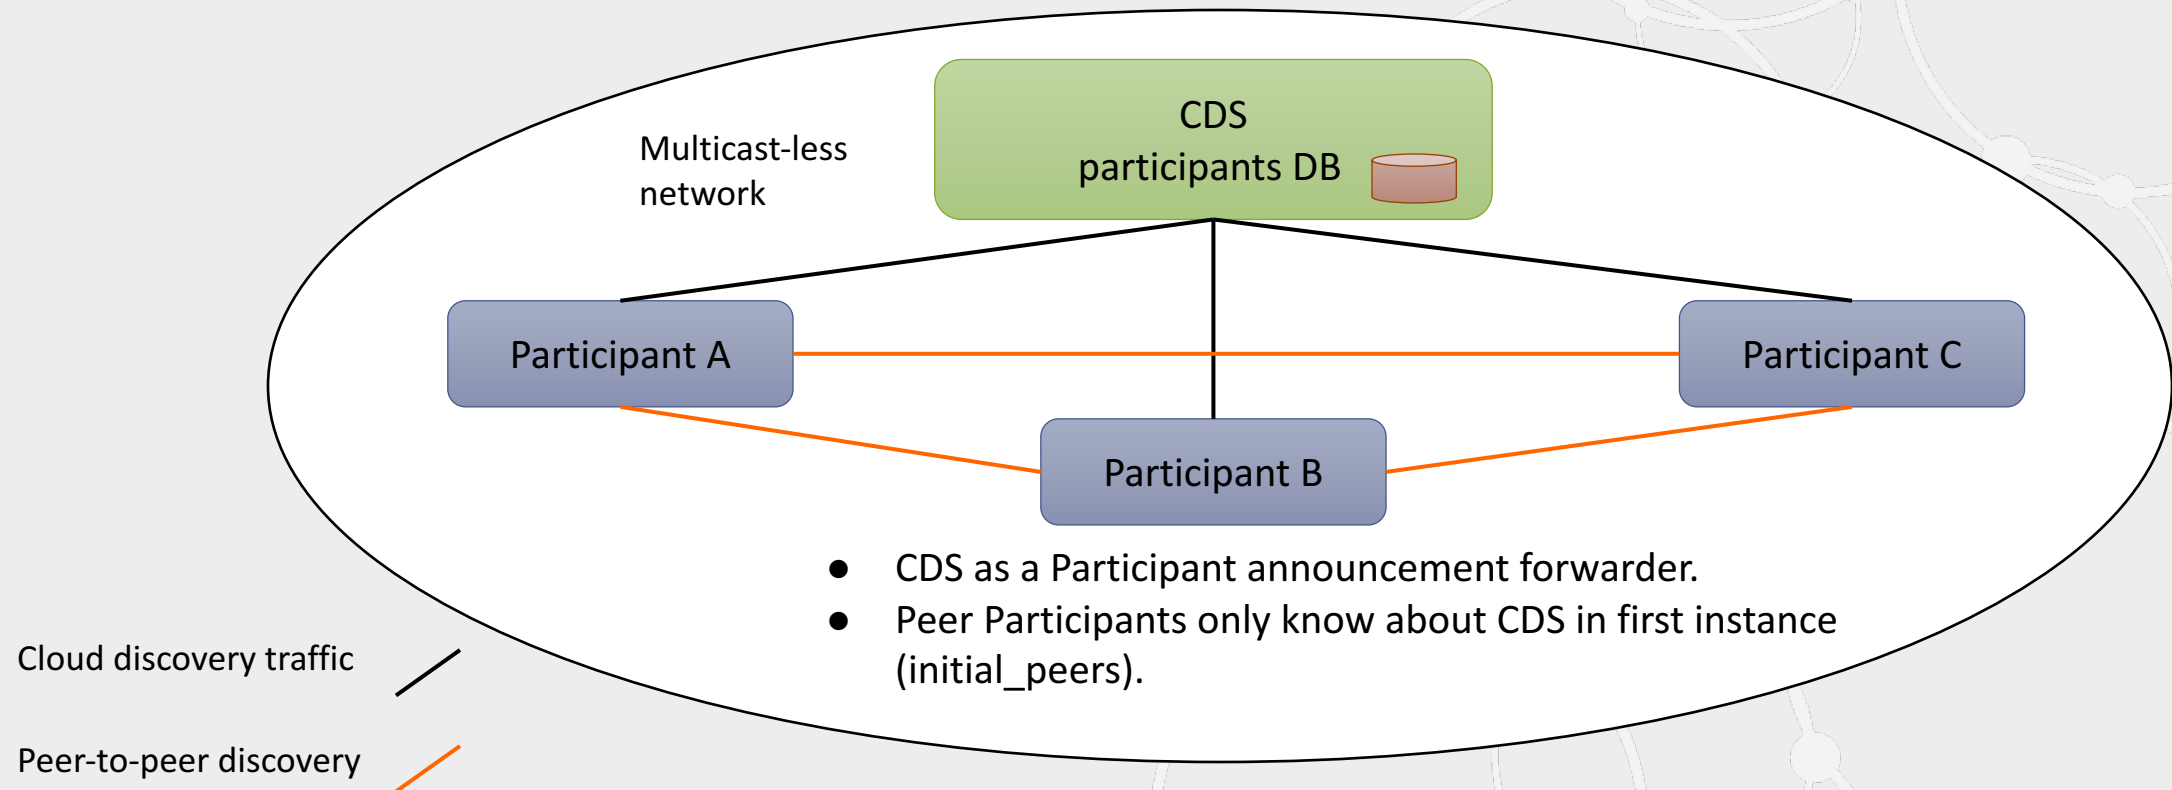 CDS
participants DB
Multicast-less
network
Participant A
Participant C
Participant B
● CDS as a Participant announcement forwarder.
● Peer Participants only know about CDS in first instance
(initial_peers).
Cloud discovery traffic
Peer-to-peer discovery